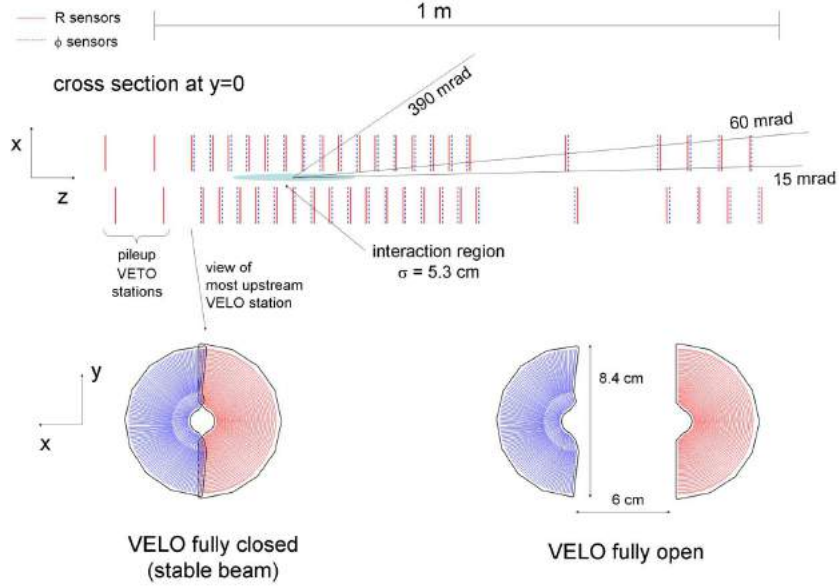 R sensors
1 m
ϕ sensors
cross section at y=0
390 mrad
60 mrad
x
z
15 mrad
pileup
VETO
stations
view of
most upstream
VELO station
interaction region
σ = 5.3 cm
y
x
8.4 cm
6 cm
VELO fully closed
(stable beam)
VELO fully open